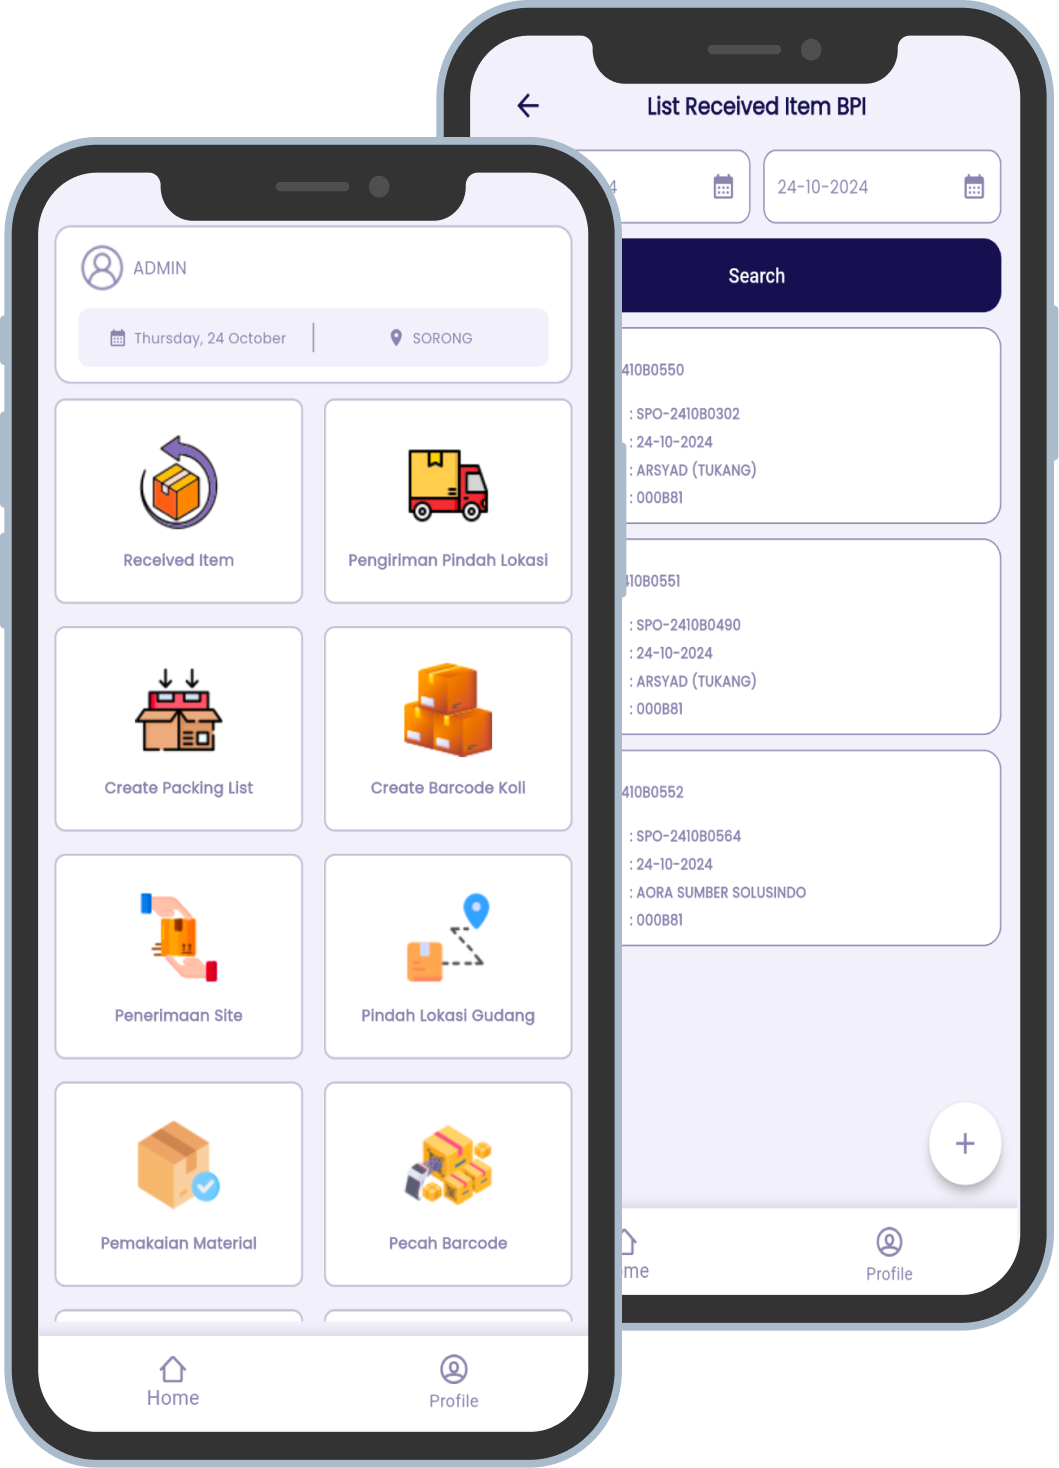 List Received Item BPI
4
24-10-2024
Search
410B0550
: SPO-2410B0302
: 24-10-2024
: ARSYAD (TUKANG)
: 000B81
410B0551
: SPO-2410B0490
: 24-10-2024
: ARSYAD (TUKANG)
: 000B81
410B0552
: SPO-2410B0564
: 24-10-2024
: AORA SUMBER SOLUSINDO
: 000B81
+
me
Profile
ADMIN
Thursday, 24 October
SORONG
Received Item
Pengiriman Pindah Lokasi
Create Packing List
Create Barcode Koli
Penerimaan Site
Pindah Lokasi Gudang
Pemakaian Material
Pecah Barcode
Home
Profile